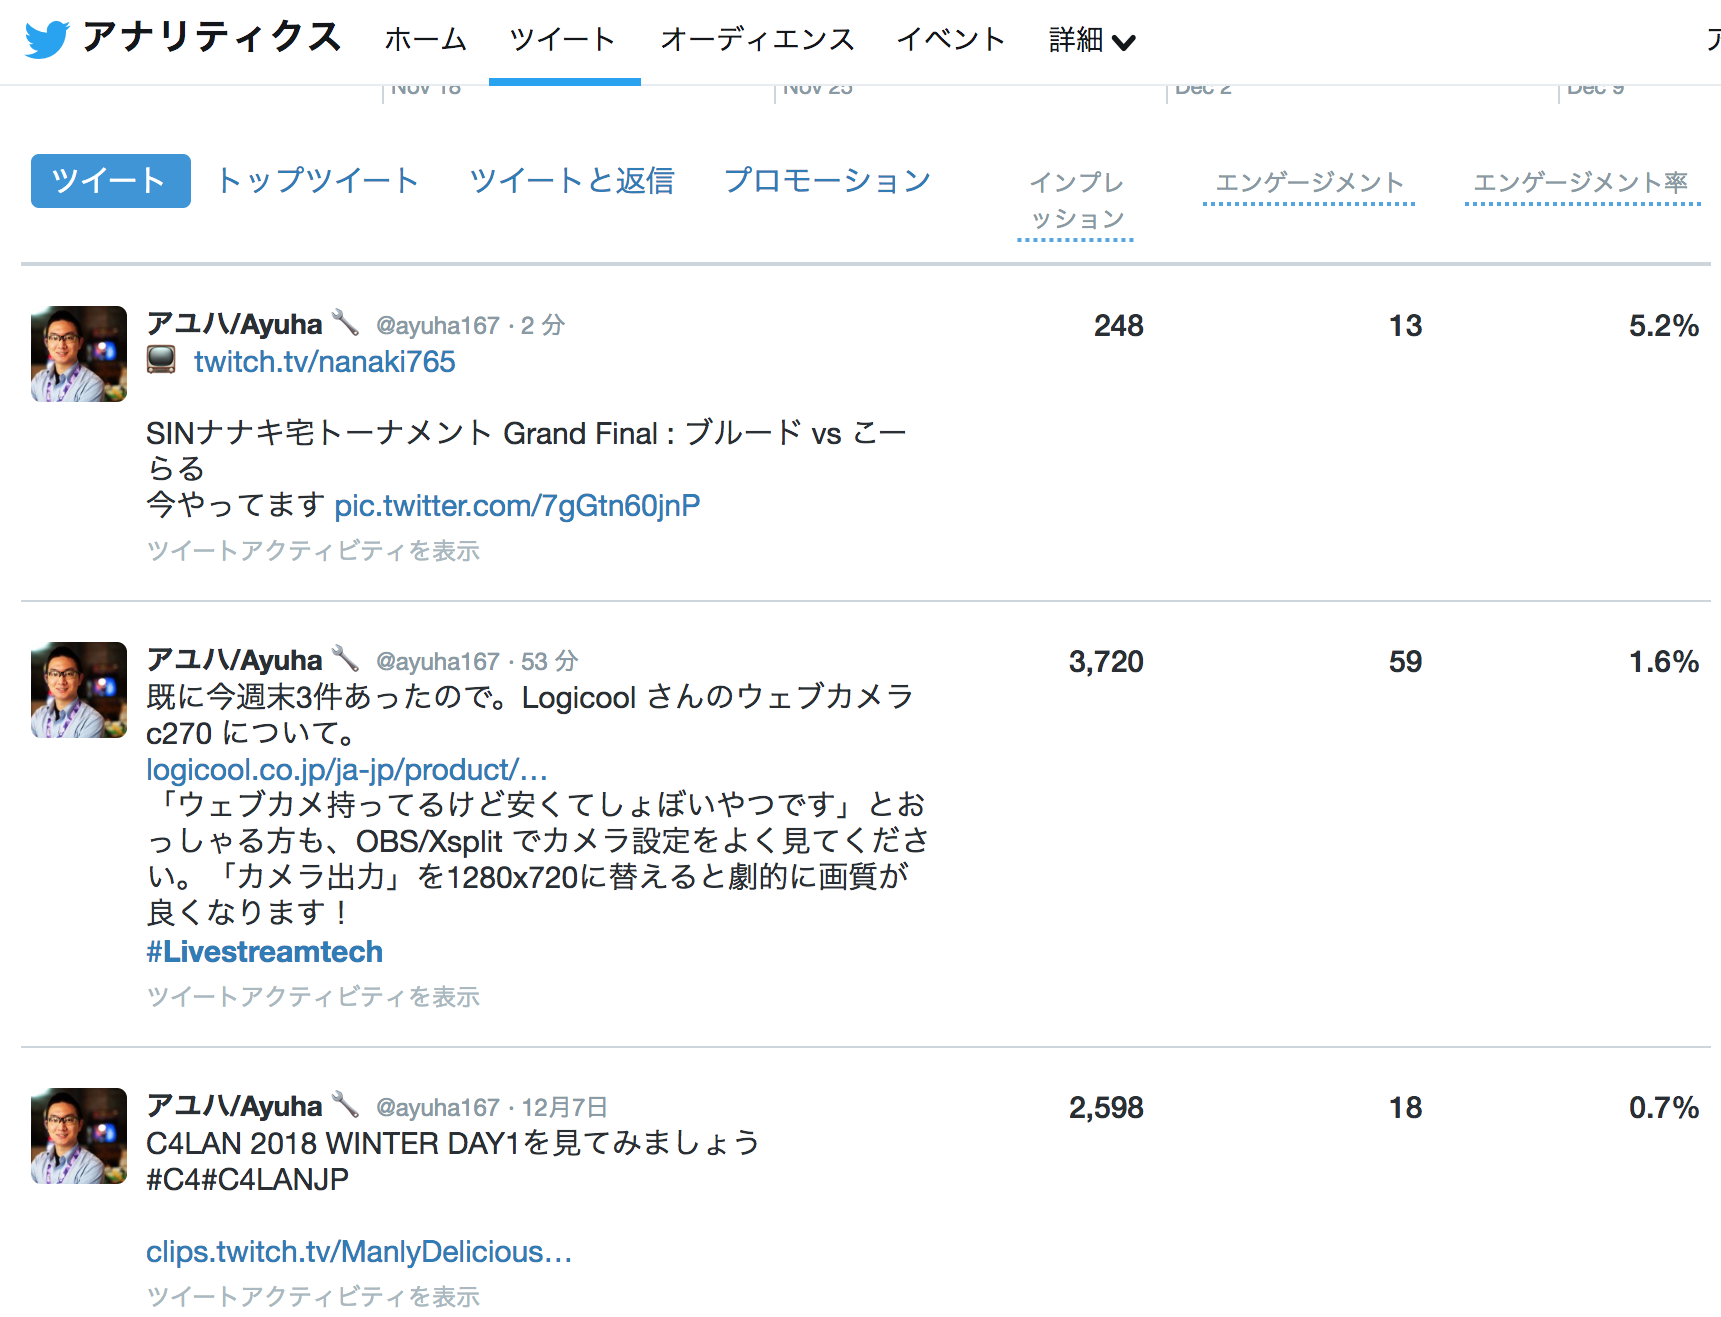 アナリティクス ホーム ツイート オーディエンス イベント 詳細 ア
Nov 18 Nov 25 Dec 2 Dec 9
ツイート トップツイート ツイートと返信 プロモーション インプレ エンゲージメント エンゲージメント率
ッション
アユハ/Ayuha 🔧 @ayuha167 · 2 分 248 13 5.2%
📺 twitch.tv/nanaki765
SINナナキ宅トーナメント Grand Final : ブルード vs こー
らる
今やってます pic.twitter.com/7gGtn60jnP
ツイートアクティビティを表示
アユハ/Ayuha 🔧 @ayuha167 · 53 分 3,720 59 1.6%
既に今週末3件あったので。Logicool さんのウェブカメラ
c270 について。
logicool.co.jp/ja-jp/product/…
「ウェブカメ持ってるけど安くてしょぼいやつです」とお
っしゃる方も、OBS/Xsplit でカメラ設定をよく見てくださ
い。「カメラ出力」を1280x720に替えると劇的に画質が
良くなります！
#Livestreamtech
ツイートアクティビティを表示
アユハ/Ayuha 🔧 @ayuha167 · 12月7日 2,598 18 0.7%
C4LAN 2018 WINTER DAY1を見てみましょう
#C4#C4LANJP
clips.twitch.tv/ManlyDelicious…
ツイートアクティビティを表示